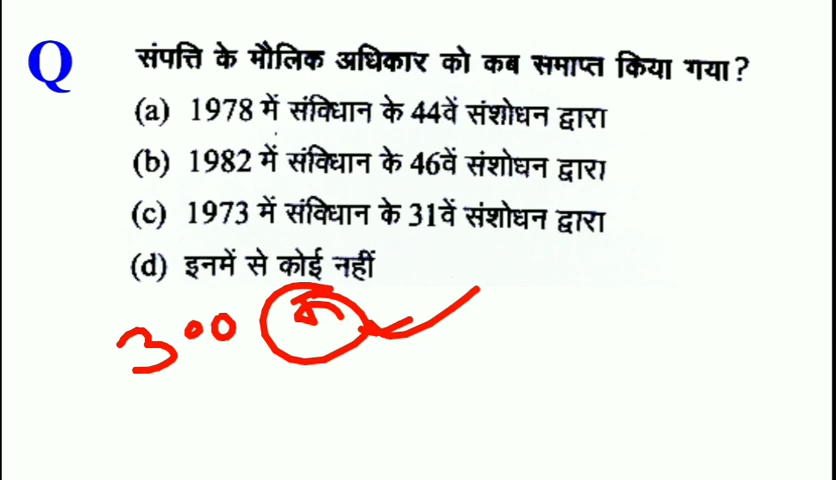 Q संपत्ति के मौलिक अधिकार को कब समाप्त किया गया?
(a) 1978 में संविधान के 44वें संशोधन द्वारा
(b) 1982 में संविधान के 46वें संशोधन द्वारा
(c) 1973 में संविधान के 31वें संशोधन द्वारा
(d) इनमें से कोई नहीं
300